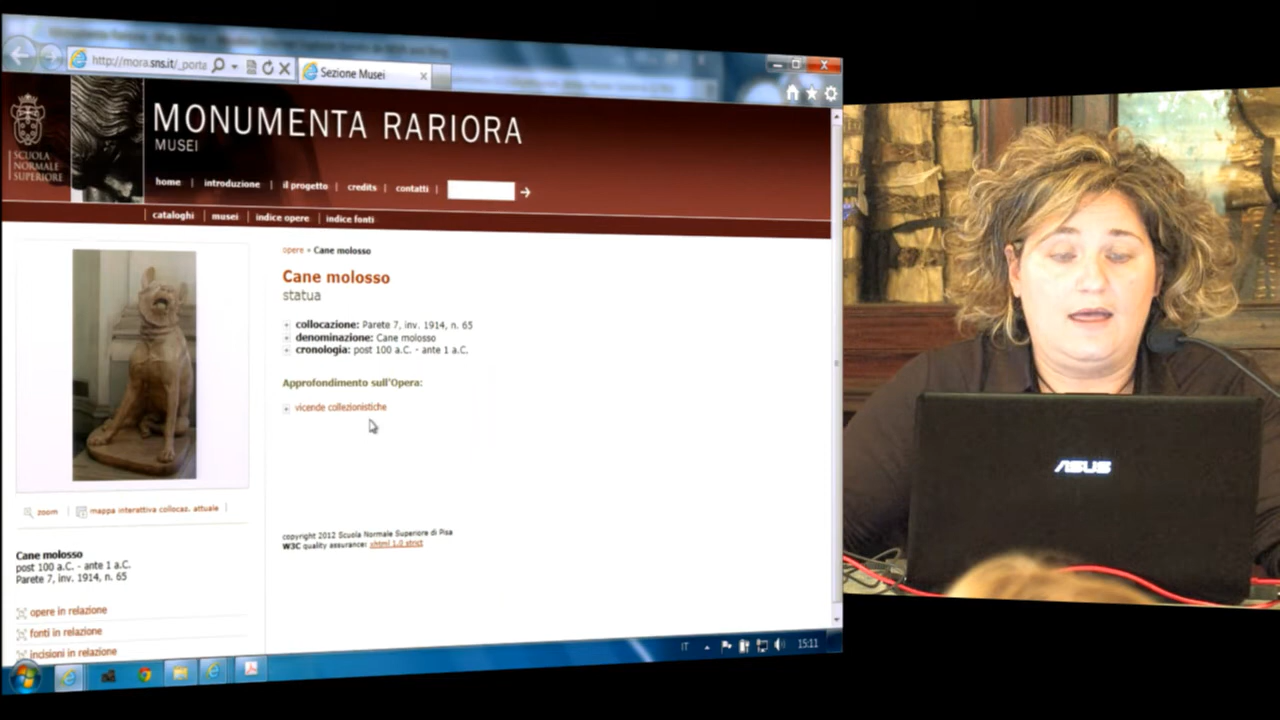 http://mora.sns.it/_porta
Sezione Musei
SCUOLA
NORMALE
SUPERIORE
MONUMENTA RARIORA
MUSEI
home | introduzione | il progetto | credits | contatti |
cataloghi | musei | indice opere | indice fonti
opere » Cane molosso
Cane molosso
statua
collocazione: Parete 7, inv. 1914, n. 65
denominazione: Cane molosso
cronologia: post 100 a.C. - ante 1 a.C.
Approfondimento sull'Opera:
vicende collezionistiche
zoom | mappa interattiva collocaz. attuale |
copyright 2012 Scuola Normale Superiore di Pisa
W3C quality assurance: xhtml 1.0 strict
Cane molosso
post 100 a.C. - ante 1 a.C.
Parete 7, inv. 1914, n. 65
opere in relazione
fonti in relazione
incisioni in relazione
IT
15:11
ASUS